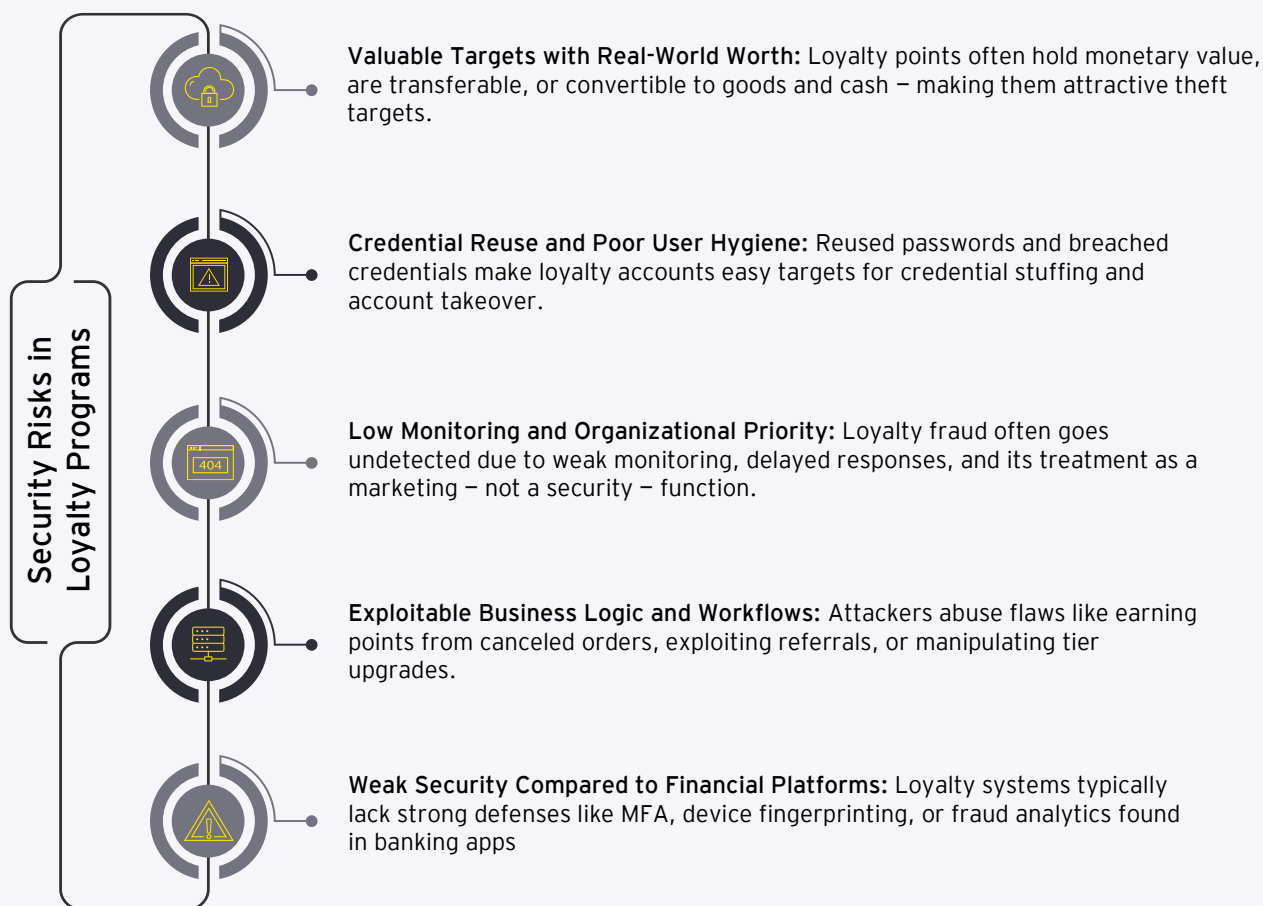 Security Risks in
Loyalty Programs
Valuable Targets with Real-World Worth: Loyalty points often hold monetary value,
are transferable, or convertible to goods and cash – making them attractive theft
targets.
Credential Reuse and Poor User Hygiene: Reused passwords and breached
credentials make loyalty accounts easy targets for credential stuffing and
account takeover.
404
Low Monitoring and Organizational Priority: Loyalty fraud often goes
undetected due to weak monitoring, delayed responses, and its treatment as a
marketing – not a security – function.
Exploitable Business Logic and Workflows: Attackers abuse flaws like earning
points from canceled orders, exploiting referrals, or manipulating tier
upgrades.
Weak Security Compared to Financial Platforms: Loyalty systems typically
lack strong defenses like MFA, device fingerprinting, or fraud analytics found
in banking apps